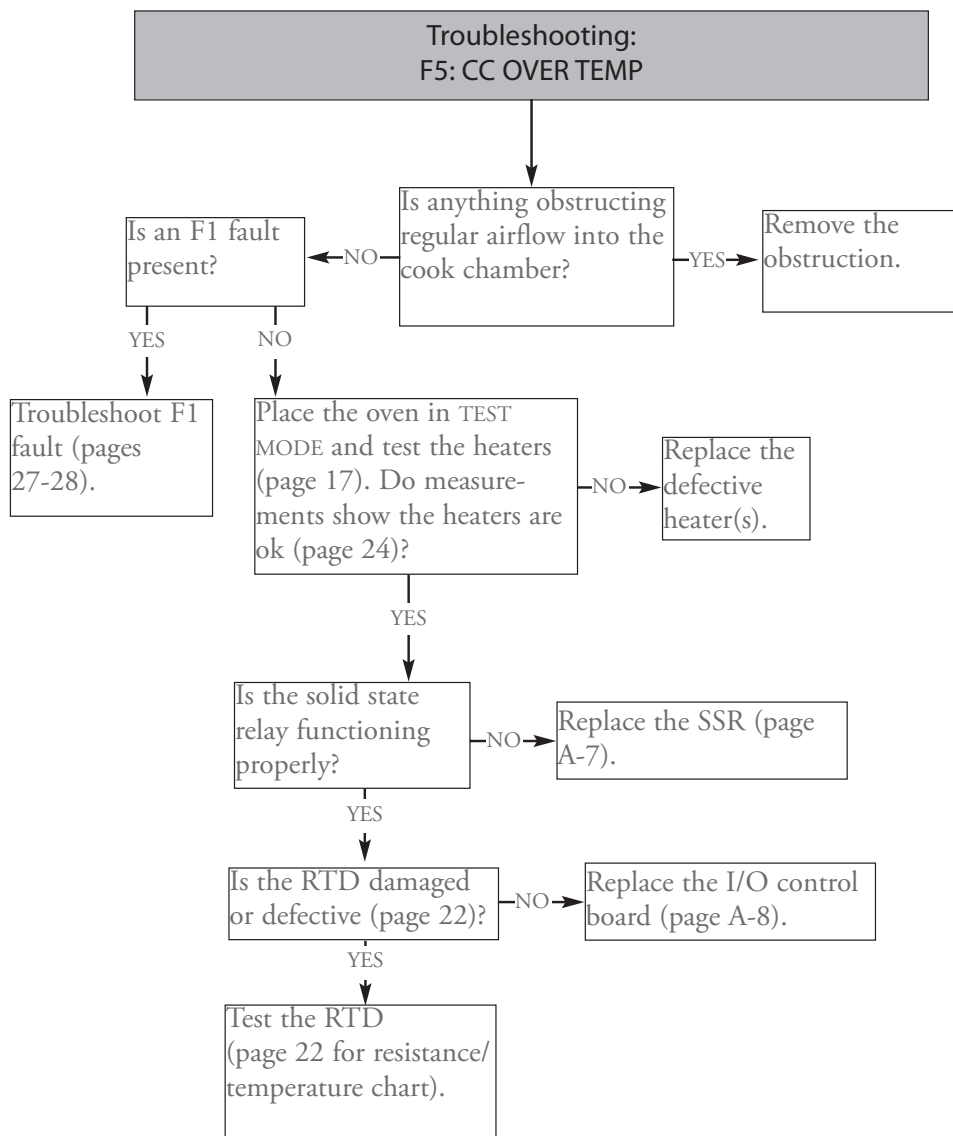 Troubleshooting:
F5: CC OVER TEMP
Is anything obstructing
regular airflow into the
cook chamber?
YES
Remove the
obstruction.
NO
Is an F1 fault
present?
YES
NO
Troubleshoot F1
fault (pages
27-28).
Place the oven in TEST
MODE and test the heaters
(page 17). Do measure-
ments show the heaters are
ok (page 24)?
NO
Replace the
defective
heater(s).
YES
Is the solid state
relay functioning
properly?
NO
Replace the SSR (page
A-7).
YES
Is the RTD damaged
or defective (page 22)?
NO
Replace the I/O control
board (page A-8).
YES
Test the RTD
(page 22 for resistance/
temperature chart).